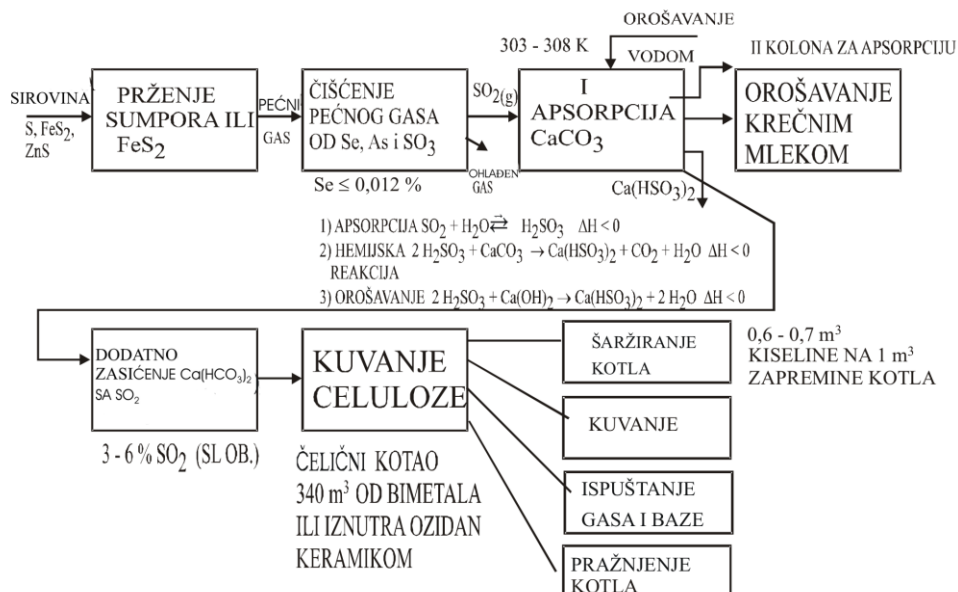 OROŠAVANJE
303 - 308 K
VODOM
II KOLONA ZA APSORPCIJU
SIROVINA
S, FeS2,
ZnS
PRŽENJE
SUMPORA ILI
FeS2
PEĆNI
GAS
ČIŠĆENJE
PEĆNOG GASA
OD Se, As i SO3
SO2(g)
OHLAĐEN
GAS
I
APSORPCIJA
CaCO3
OROŠAVANJE
KREČNIM
MLEKOM
Se ≤ 0,012 %
Ca(HSO3)2
1) APSORPCIJA SO2 + H2O ⇄ H2SO3 ΔH < 0
2) HEMIJSKA 2 H2SO3 + CaCO3 → Ca(HSO3)2 + CO2 + H2O ΔH < 0
REAKCIJA
3) OROŠAVANJE 2 H2SO3 + Ca(OH)2 → Ca(HSO3)2 + 2 H2O ΔH < 0
DODATNO
ZASIĆENJE Ca(HCO3)2
SA SO2
3 - 6 % SO2 (SL OB.)
KUVANJE
CELULOZE
ČELIČNI KOTAO
340 m³ OD BIMETALA
ILI IZNUTRA OZIDAN
KERAMIKOM
ŠARŽIRANJE
KOTLA
0,6 - 0,7 m³
KISELINE NA 1 m³
ZAPREMINE KOTLA
KUVANJE
ISPUŠTANJE
GASA I BAZE
PRAŽNJENJE
KOTLA